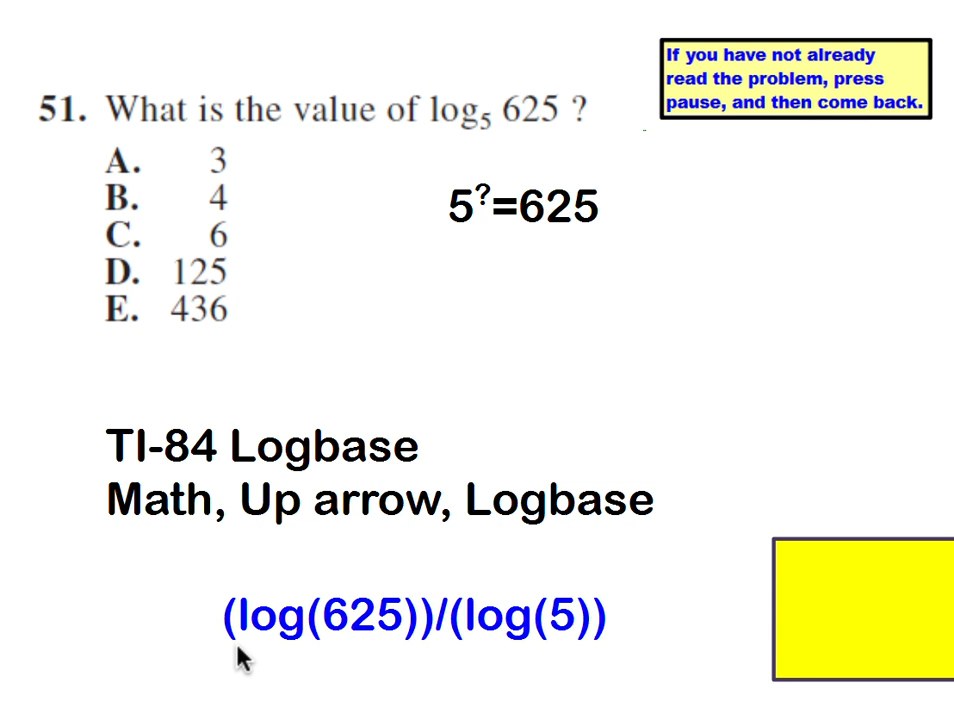 If you have not already
read the problem, press
pause, and then come back.
51. What is the value of log₅ 625 ?
A. 3
B. 4
C. 6
D. 125
E. 436
5^?=625
TI-84 Logbase
Math, Up arrow, Logbase
(log(625))/(log(5))